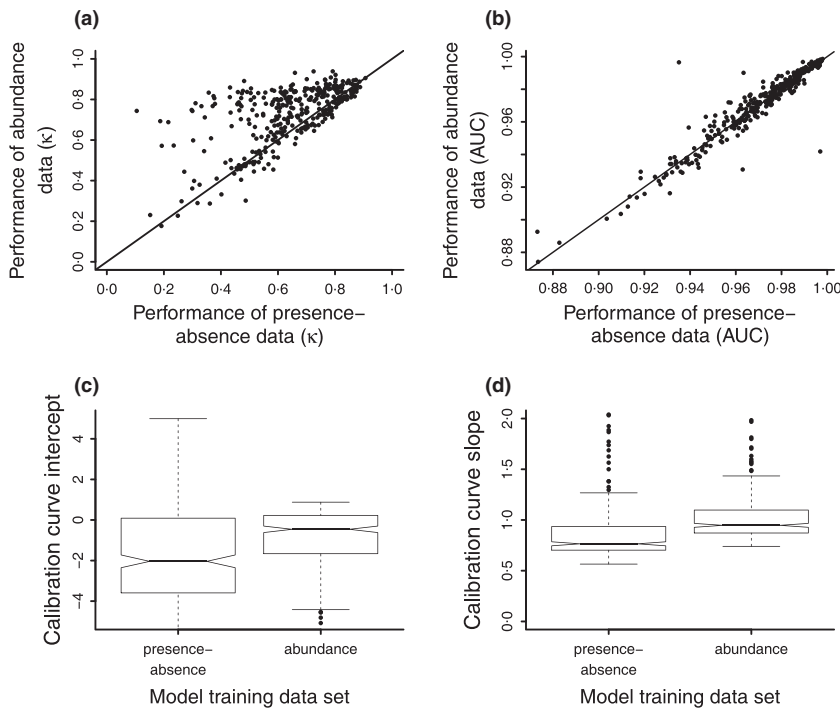 (a)
Performance of abundance
data (κ)
1·0
0·8
0·6
0·4
0·2
0·0
0·0 0·2 0·4 0·6 0·8 1·0
Performance of presence–
absence data (κ)
(b)
Performance of abundance
data (AUC)
1·00
0·96
0·92
0·88
0·88 0·90 0·92 0·94 0·96 0·98 1·00
Performance of presence–
absence data (AUC)
(c)
Calibration curve intercept
4
2
0
–2
–4
presence– abundance
absence
Model training data set
(d)
Calibration curve slope
2·0
1·5
1·0
0·5
0·0
presence– abundance
absence
Model training data set